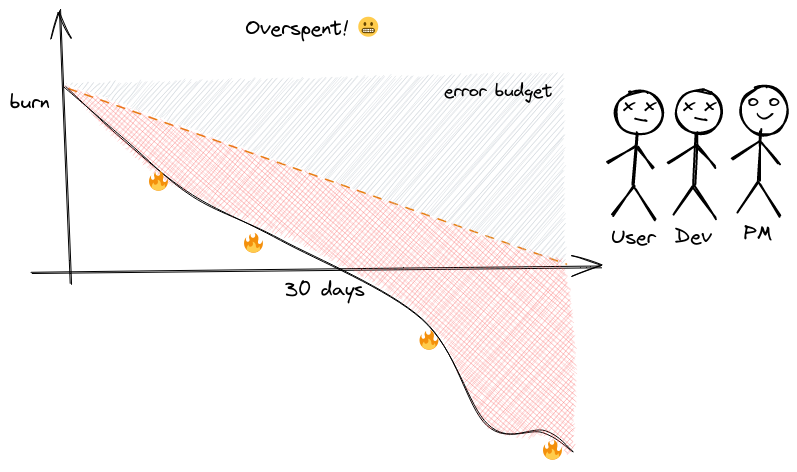 Overspent! 😬
error budget
burn
User Dev PM
30 days